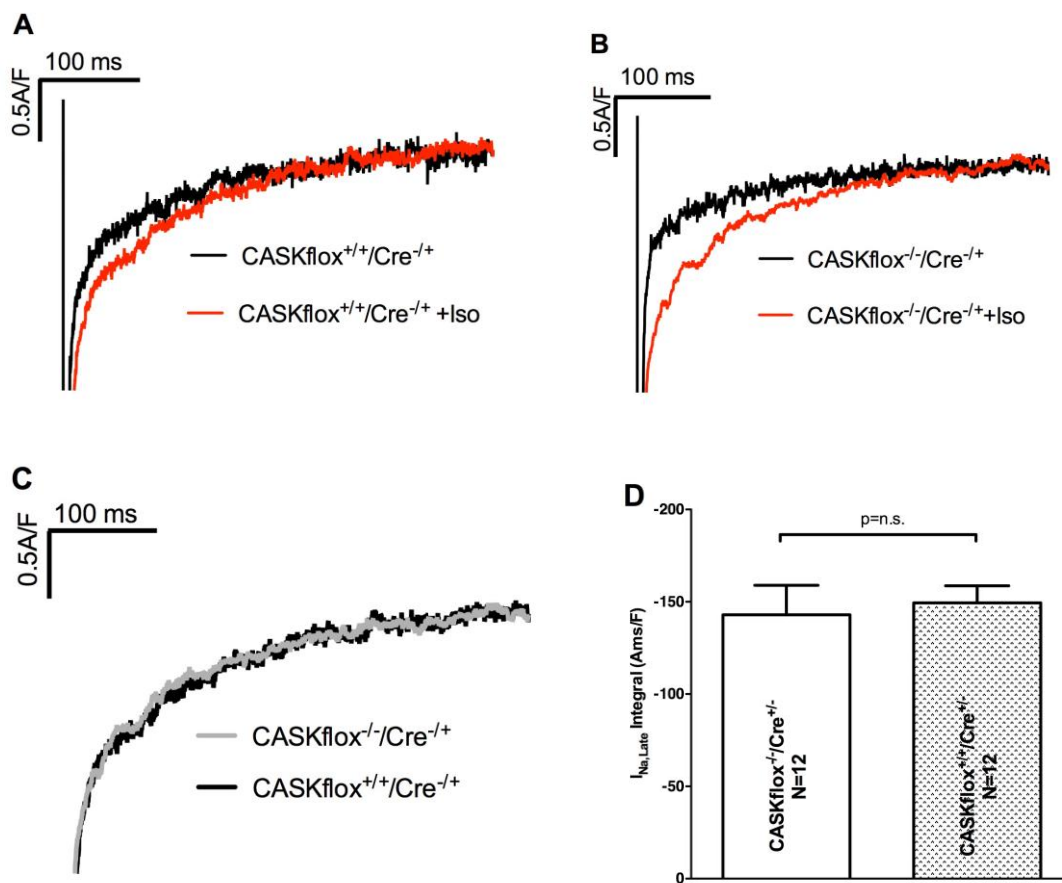 A
100 ms
0.5A/F
CASKflox+/+/Cre-/+
CASKflox+/+/Cre-/+ +Iso
B
100 ms
0.5A/F
CASKflox-/-/Cre-/+
CASKflox-/-/Cre-/++Iso
C
100 ms
0.5A/F
CASKflox-/-/Cre-/+
CASKflox+/+/Cre-/+
D
p=n.s.
-200
-150
-100
-50
0
INa,Late Integral (Ams/F)
CASKflox-/-/Cre+/-
N=12
CASKflox+/+/Cre+/-
N=12